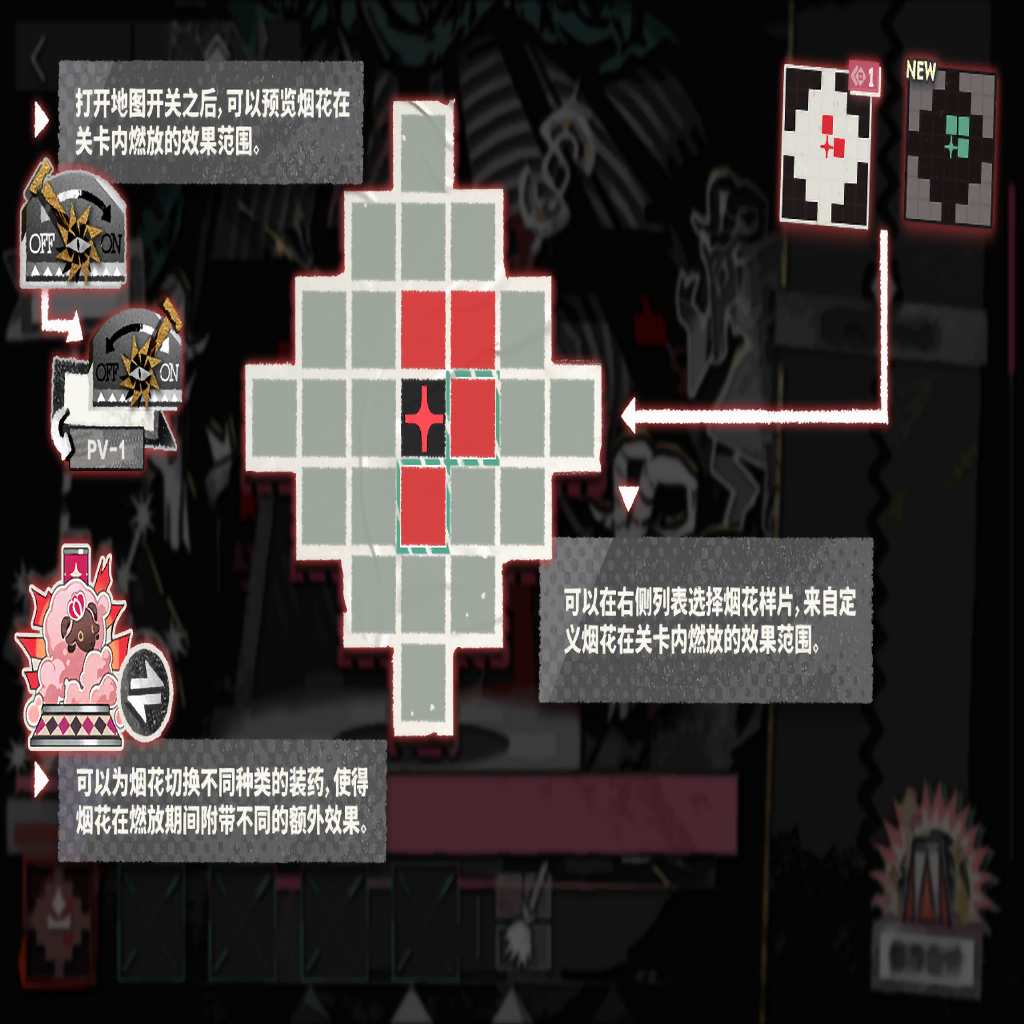 打开地图开关之后,可以预览烟花在
关卡内燃放的效果范围。
1
NEW
OFF
ON
OFF
ON
PV-1
可以在右侧列表选择烟花样片,来自定
义烟花在关卡内燃放的效果范围。
可以为烟花切换不同种类的装药,使得
烟花在燃放期间附带不同的额外效果。